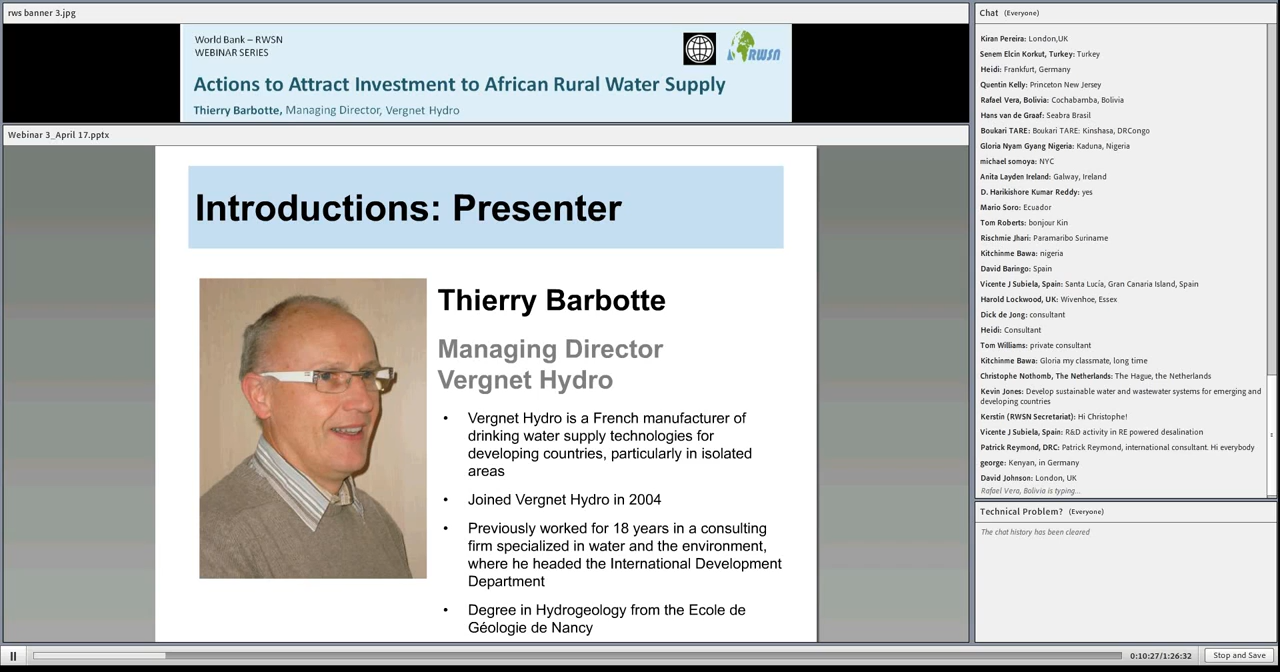 rws banner 3.jpg
World Bank – RWSN
WEBINAR SERIES
RWSN
Actions to Attract Investment to African Rural Water Supply
Thierry Barbotte, Managing Director, Vergnet Hydro
Webinar 3_April 17.pptx
Introductions: Presenter
Thierry Barbotte
Managing Director
Vergnet Hydro
• Vergnet Hydro is a French manufacturer of
drinking water supply technologies for
developing countries, particularly in isolated
areas
• Joined Vergnet Hydro in 2004
• Previously worked for 18 years in a consulting
firm specialized in water and the environment,
where he headed the International Development
Department
• Degree in Hydrogeology from the Ecole de
Géologie de Nancy
Chat (Everyone)
Kiran Pereira: London,UK
Senem Elcin Korkut, Turkey: Turkey
Heidi: Frankfurt, Germany
Quentin Kelly: Princeton New Jersey
Rafael Vera, Bolivia: Cochabamba, Bolivia
Hans van de Graaf: Seabra Brasil
Boukari TARE: Boukari TARE: Kinshasa, DRCongo
Gloria Nyam Gyang Nigeria: Kaduna, Nigeria
michael somoya: NYC
Anita Layden Ireland: Galway, Ireland
D. Harikishore Kumar Reddy: yes
Mario Soro: Ecuador
Tom Roberts: bonjour Kin
Rischmie Jhari: Paramaribo Suriname
Kitchinme Bawa: nigeria
David Baringo: Spain
Vicente J Subiela, Spain: Santa Lucía, Gran Canaria Island, Spain
Harold Lockwood, UK: Wivenhoe, Essex
Dick de Jong: consultant
Heidi: Consultant
Tom Williams: private consultant
Kitchinme Bawa: Gloria my classmate, long time
Christophe Nothomb, The Netherlands: The Hague, the Netherlands
Kevin Jones: Develop sustainable water and wastewater systems for emerging and
developing countries
Kerstin (RWSN Secretariat): Hi Christophe!
Vicente J Subiela, Spain: R&D activity in RE powered desalination
Patrick Reymond, DRC: Patrick Reymond, international consultant. Hi everybody
george: Kenyan, in Germany
David Johnson: London, UK
Rafael Vera, Bolivia is typing...
Technical Problem? (Everyone)
The chat history has been cleared
0:10:27/1:26:32
Stop and Save